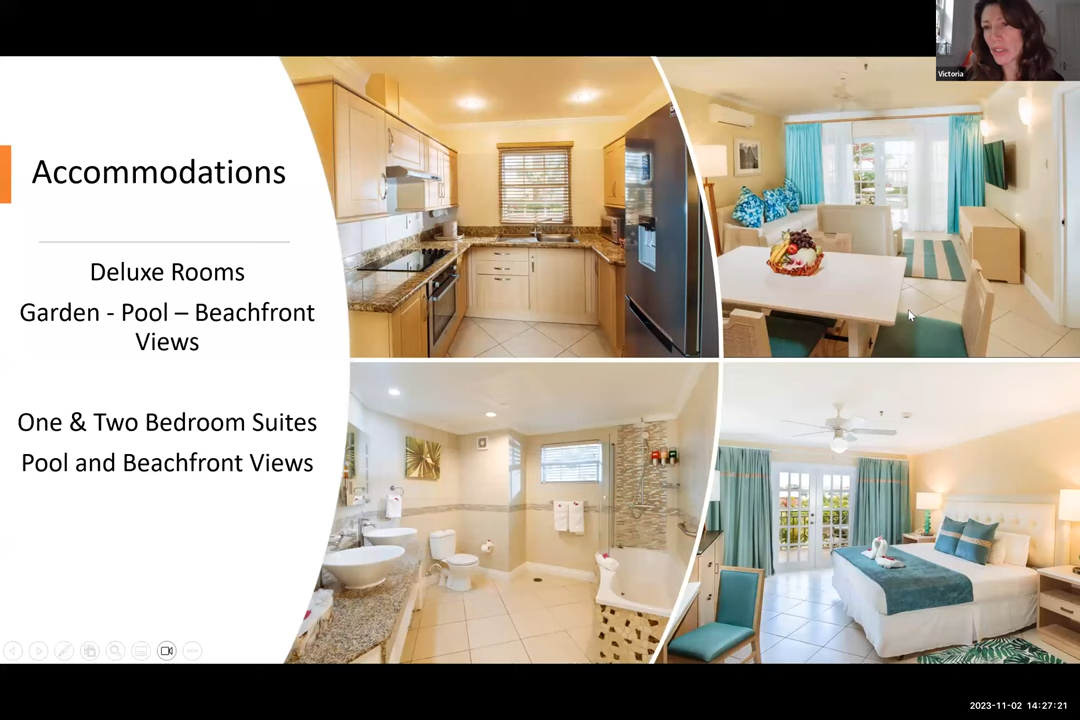 Victoria
Accommodations
Deluxe Rooms
Garden - Pool – Beachfront
Views
One & Two Bedroom Suites
Pool and Beachfront Views
2023-11-02 14:27:21